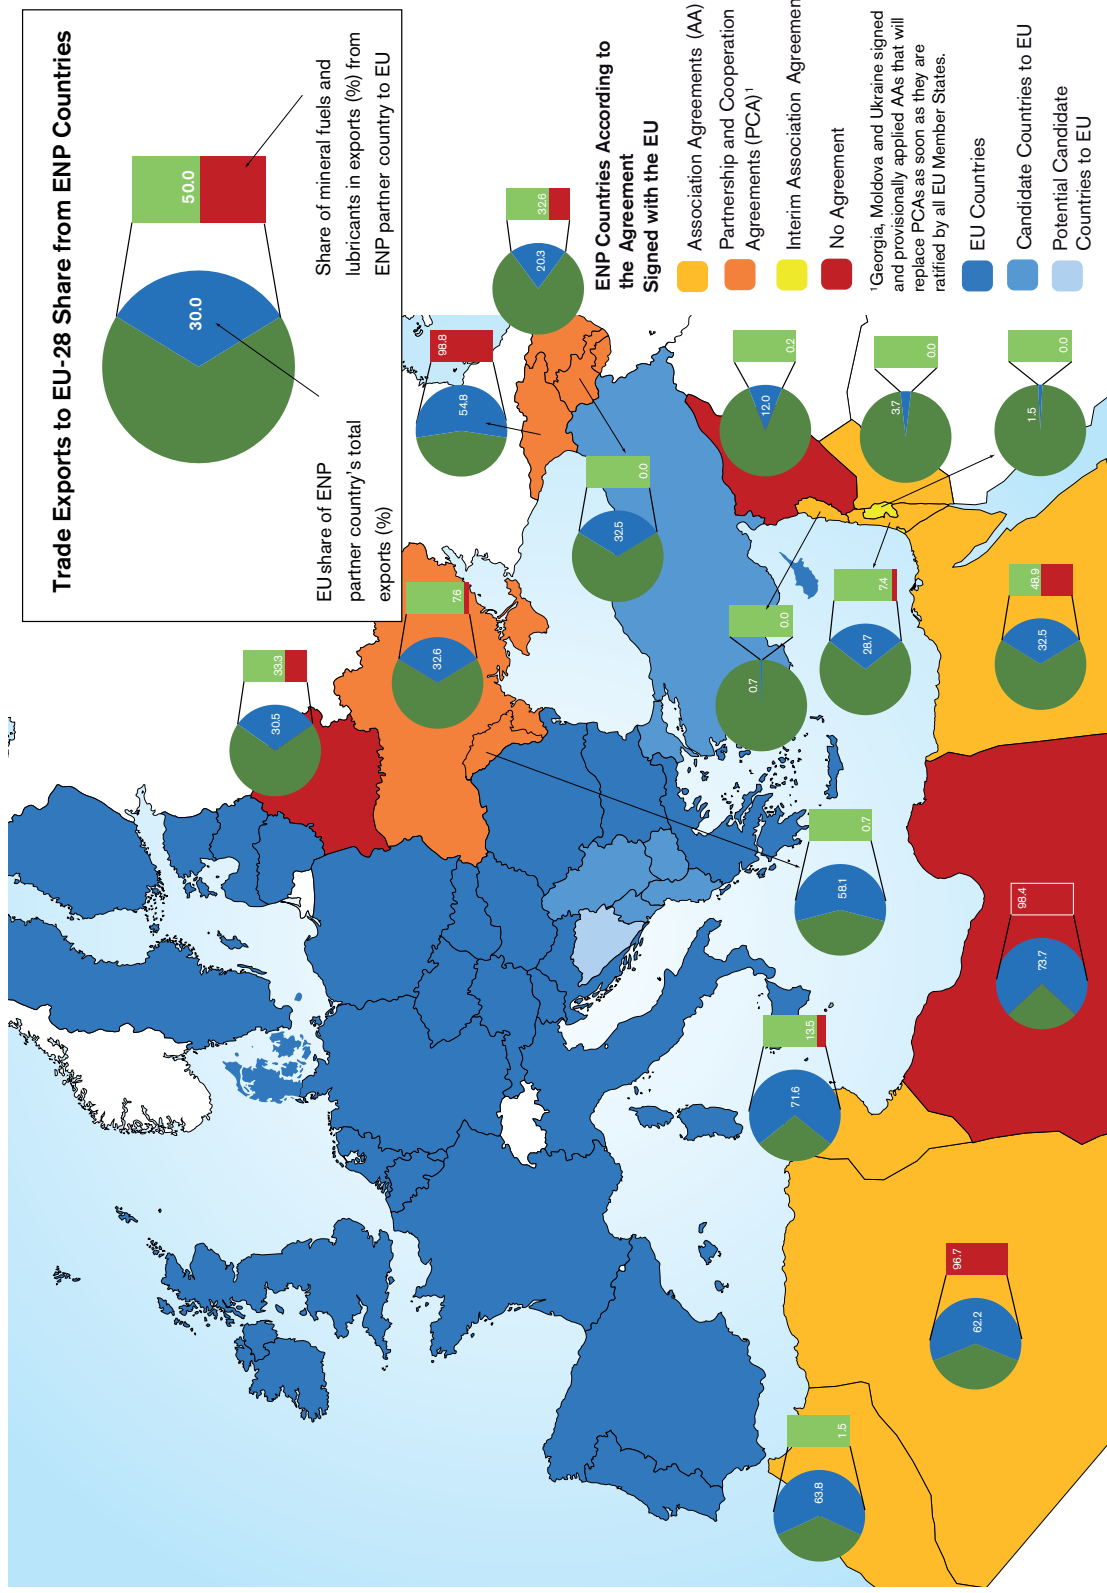 Trade Exports to EU-28 Share from ENP Countries
30.0
50.0
EU share of ENP
partner country's total
exports (%)
Share of mineral fuels and
lubricants in exports (%) from
ENP partner country to EU
30.5
33.3
32.6
7.6
54.8
98.8
20.3
32.6
32.5
0.0
12.0
0.2
3.7
0.0
1.5
0.0
0.7
0.0
28.7
7.4
32.5
48.9
58.1
0.7
73.7
98.4
71.6
13.5
62.2
96.7
63.8
1.5
ENP Countries According to
the Agreement
Signed with the EU
Association Agreements (AA)
Partnership and Cooperation
Agreements (PCA)¹
Interim Association Agreemen
No Agreement
¹Georgia, Moldova and Ukraine signed
and provisionally applied AAs that will
replace PCAs as soon as they are
ratified by all EU Member States.
EU Countries
Candidate Countries to EU
Potential Candidate
Countries to EU